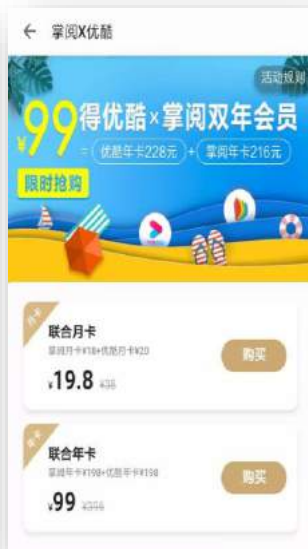 掌阅X优酷
活动规则
¥99得优酷×掌阅双年会员
=优酷年卡228元+掌阅年卡216元
限时抢购
月卡
联合月卡
掌阅月卡¥18+优酷月卡¥20
购买
¥19.8 ¥38
年卡
联合年卡
掌阅年卡¥198+优酷年卡¥198
购买
¥99 ¥396